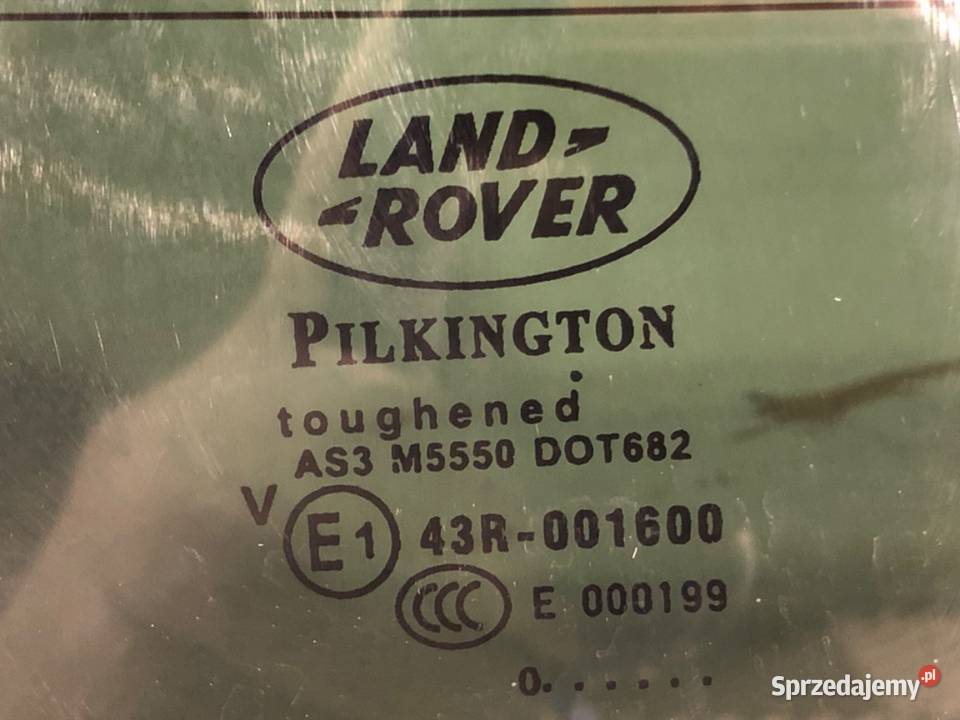 LAND
ROVER
PILKINGTON
toughened
AS3 M5550 DOT682
V E1 43R-001600
CCC E 000199
0.......
Sprzedajemy.pl